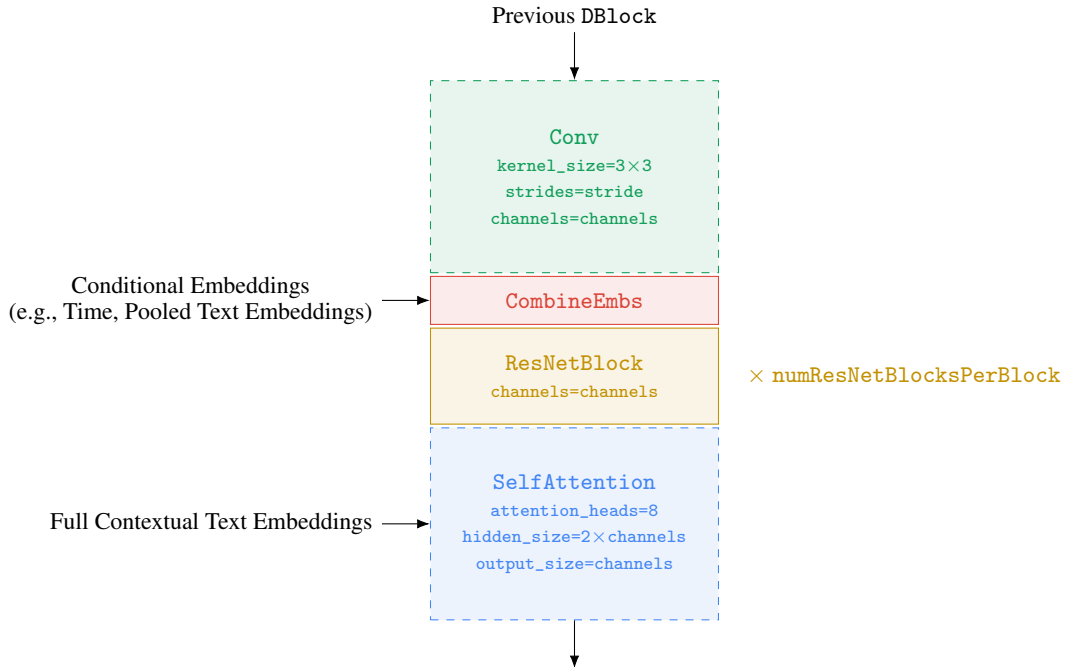 Previous DBlock
Conv
kernel_size=3×3
strides=stride
channels=channels
Conditional Embeddings
(e.g., Time, Pooled Text Embeddings)
CombineEmbs
ResNetBlock
channels=channels
× numResNetBlocksPerBlock
SelfAttention
attention_heads=8
hidden_size=2×channels
output_size=channels
Full Contextual Text Embeddings